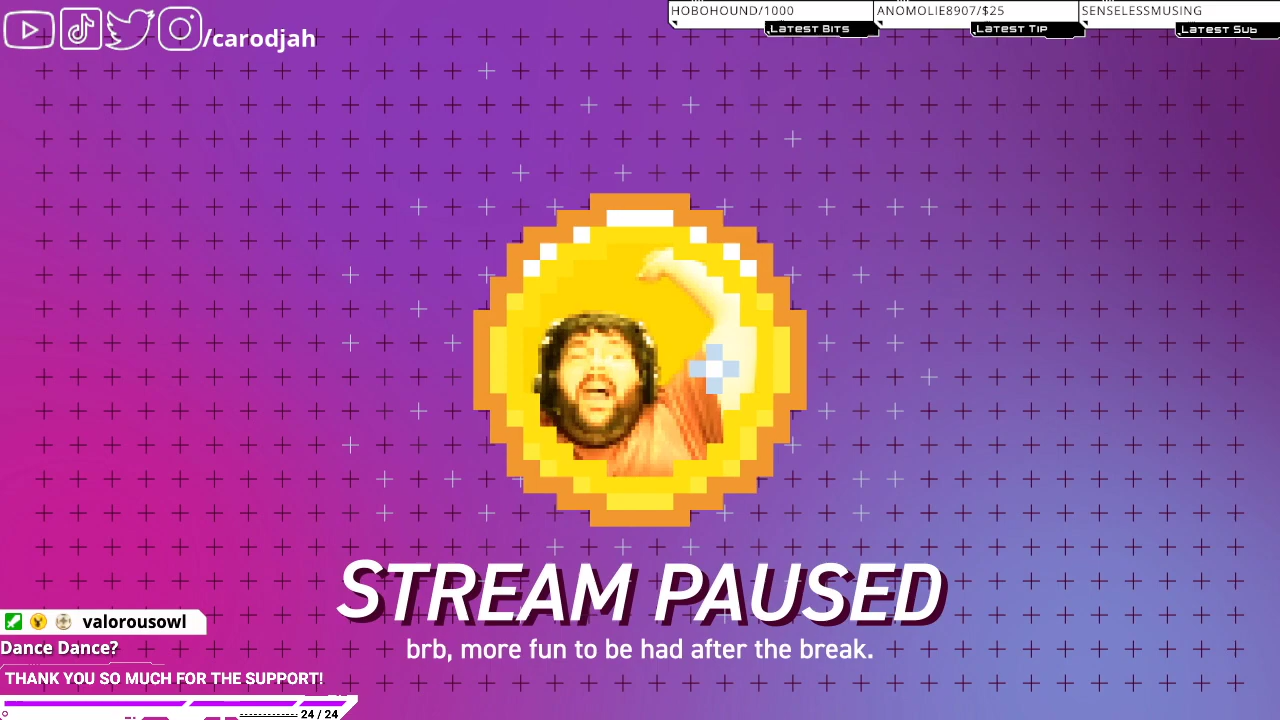 /carodjah
HOBOHOUND/1000
Latest Bits
ANOMOLIE8907/$25
Latest Tip
SENSELESSMUSING
Latest Sub
STREAM PAUSED
brb, more fun to be had after the break.
valorousowl
Dance Dance?
THANK YOU SO MUCH FOR THE SUPPORT!
24 / 24